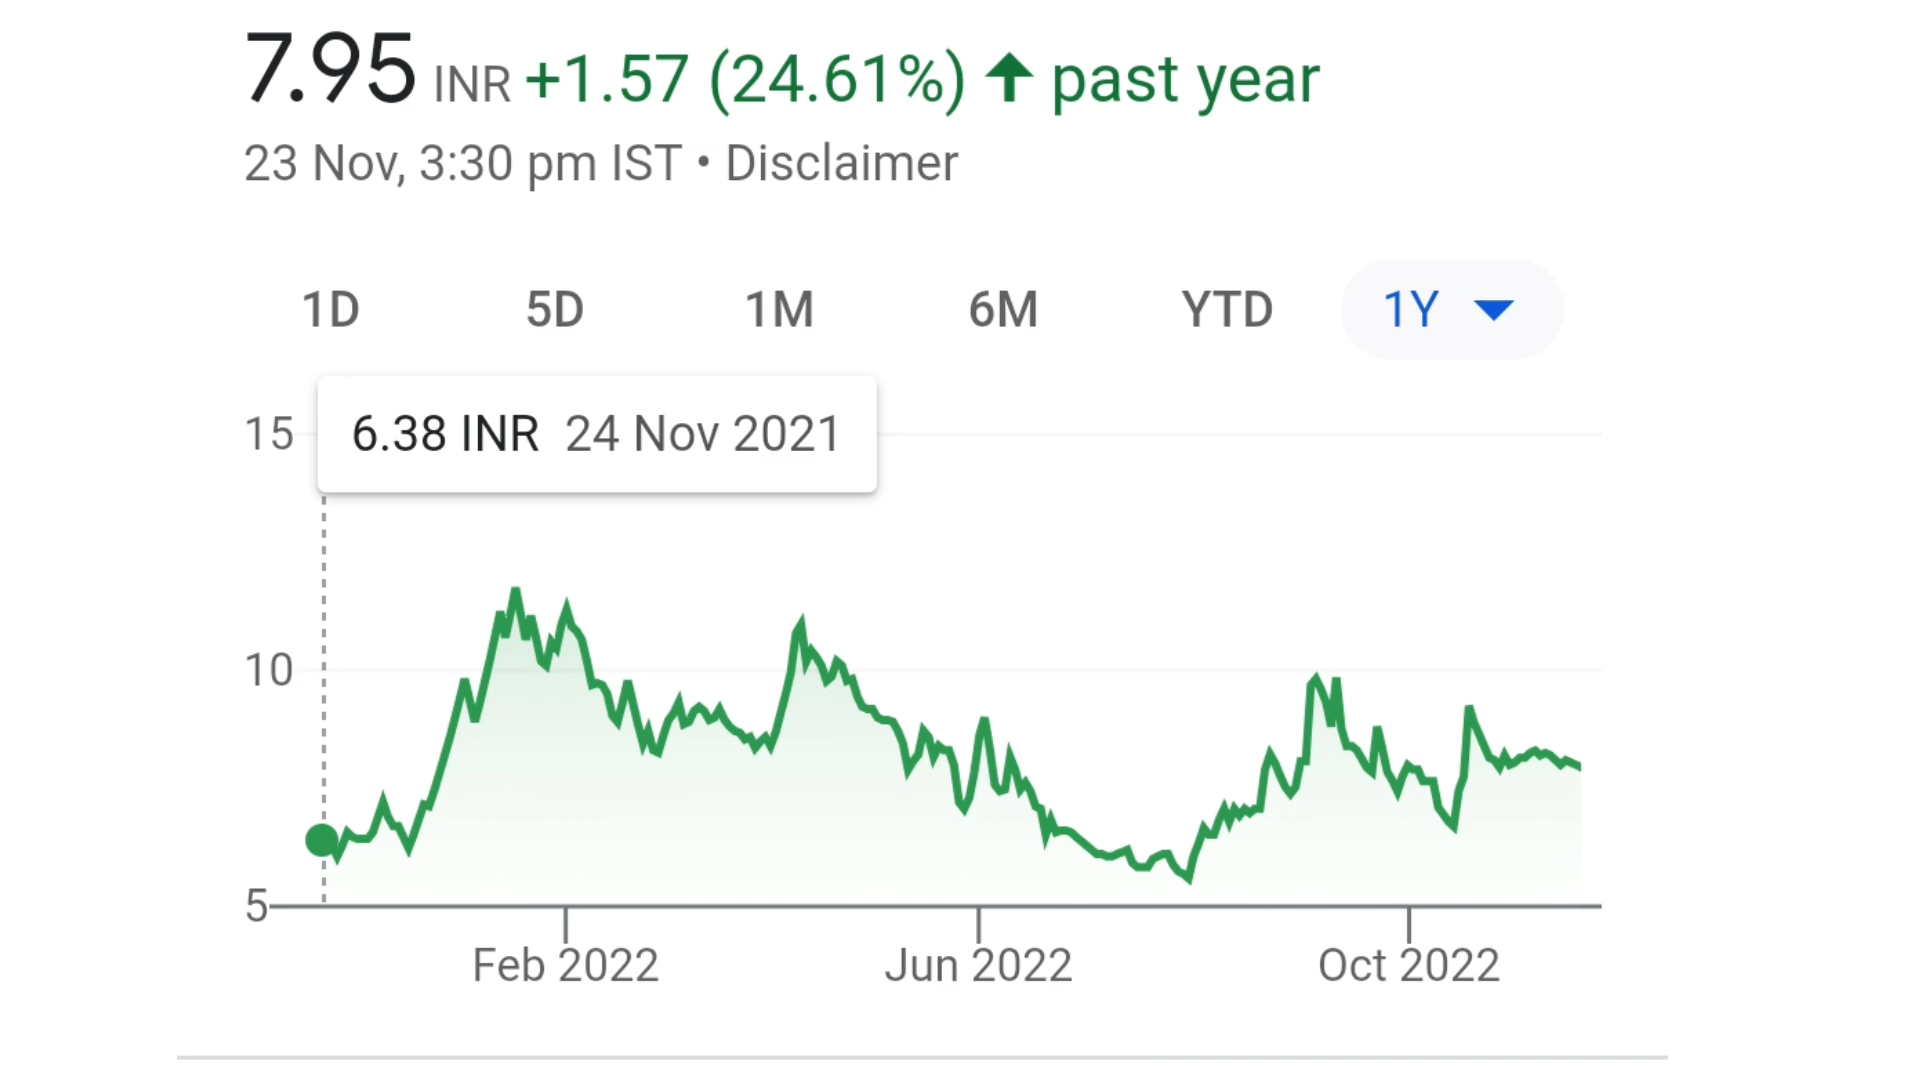 7.95 INR +1.57 (24.61%) ↑ past year
23 Nov, 3:30 pm IST • Disclaimer
1D 5D 1M 6M YTD 1Y
15
6.38 INR 24 Nov 2021
10
5
Feb 2022 Jun 2022 Oct 2022